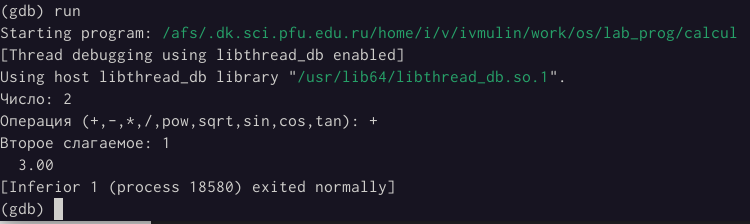 (gdb) run
Starting program: /afs/.dk.sci.pfu.edu.ru/home/i/v/ivmulin/work/os/lab_prog/calcul
[Thread debugging using libthread_db enabled]
Using host libthread_db library "/usr/lib64/libthread_db.so.1".
Число: 2
Операция (+,-,*,/,pow,sqrt,sin,cos,tan): +
Второе слагаемое: 1
  3.00
[Inferior 1 (process 18580) exited normally]
(gdb)